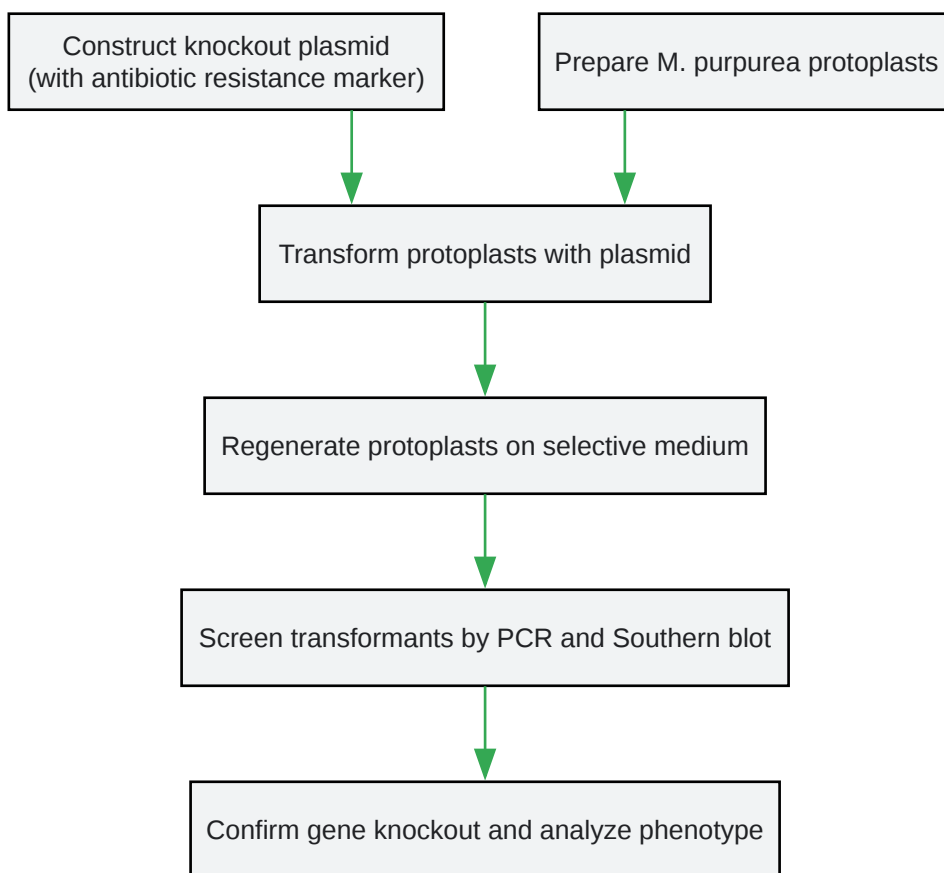 Construct knockout plasmid
(with antibiotic resistance marker)
Prepare M. purpurea protoplasts
Transform protoplasts with plasmid
Regenerate protoplasts on selective medium
Screen transformants by PCR and Southern blot
Confirm gene knockout and analyze phenotype